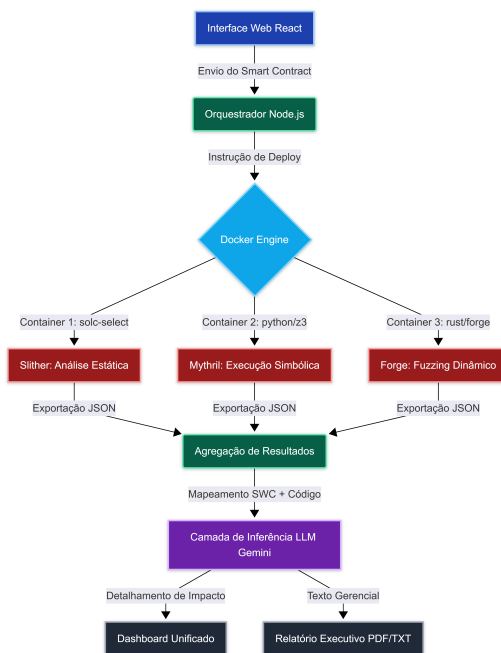 Interface Web React
Envio do Smart Contract
Orquestrador Node.js
Instrução de Deploy
Docker Engine
Container 1: solc-select
Container 2: python/z3
Container 3: rust/forge
Slither: Análise Estática
Mythril: Execução Simbólica
Forge: Fuzzing Dinâmico
Exportação JSON
Exportação JSON
Exportação JSON
Agregação de Resultados
Mapeamento SWC + Código
Camada de Inferência LLM
Gemini
Detalhamento de Impacto
Texto Gerencial
Dashboard Unificado
Relatório Executivo PDF/TXT